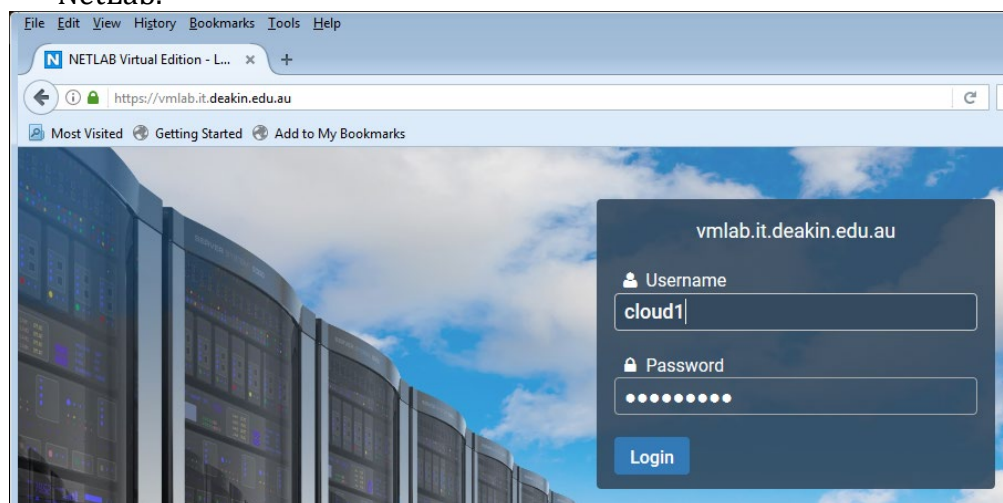 NetLab.
File Edit View History Bookmarks Tools Help
N NETLAB Virtual Edition - L... × +
https://vmlab.it.deakin.edu.au
Most Visited Getting Started Add to My Bookmarks
vmlab.it.deakin.edu.au
Username
cloud1
Password
●●●●●●●●●
Login